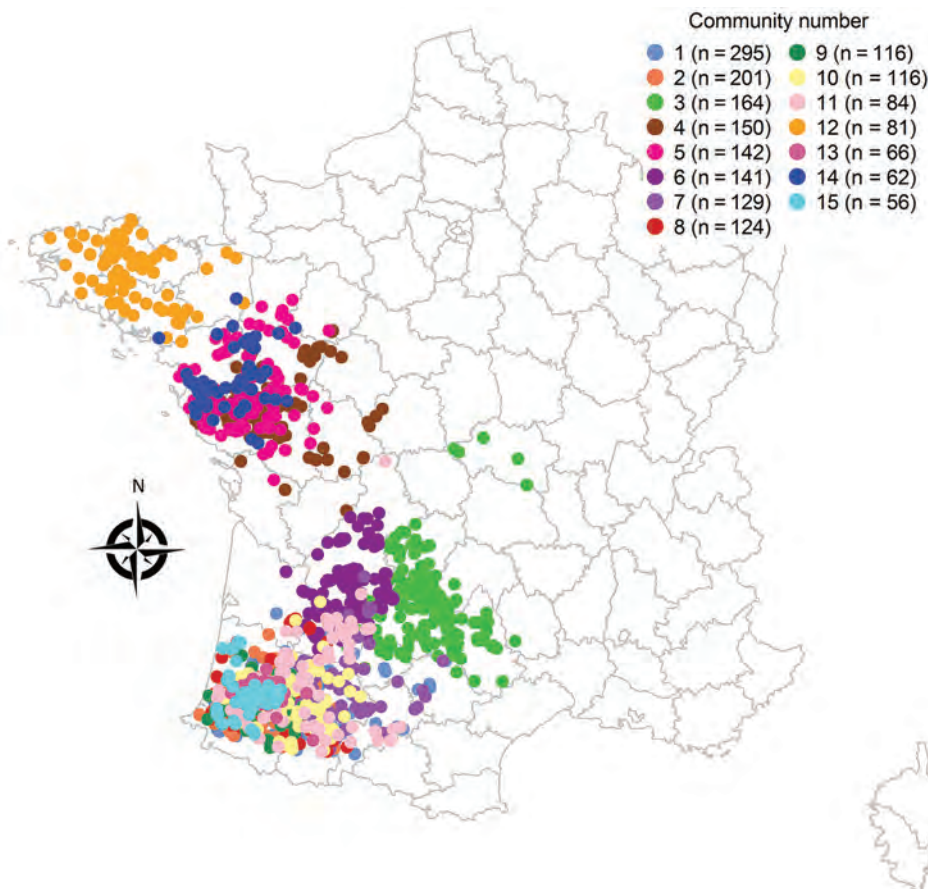 Community number
1 (n = 295)
2 (n = 201)
3 (n = 164)
4 (n = 150)
5 (n = 142)
6 (n = 141)
7 (n = 129)
8 (n = 124)
9 (n = 116)
10 (n = 116)
11 (n = 84)
12 (n = 81)
13 (n = 66)
14 (n = 62)
15 (n = 56)
N